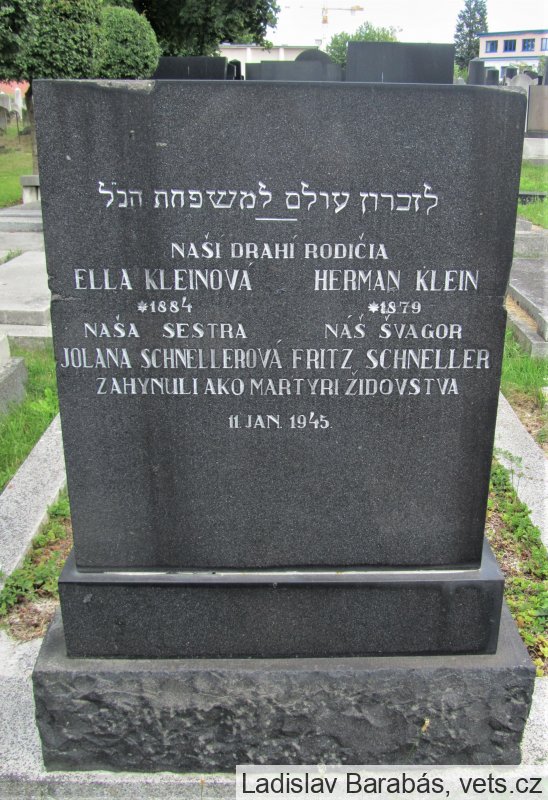 לזכרון עולם למשפחת הנ"ל
NAŠÍ DRAHÍ RODIČIA
ELLA KLEINOVÁ HERMAN KLEIN
*1884 *1879
NAŠA SESTRA NÁŠ ŠVAGOR
JOLANA SCHNELLEROVÁ FRITZ SCHNELLER
ZAHYNULI AKO MARTYRI ŽIDOVSTVA
11. JAN. 1945.
Ladislav Barabás, vets.cz